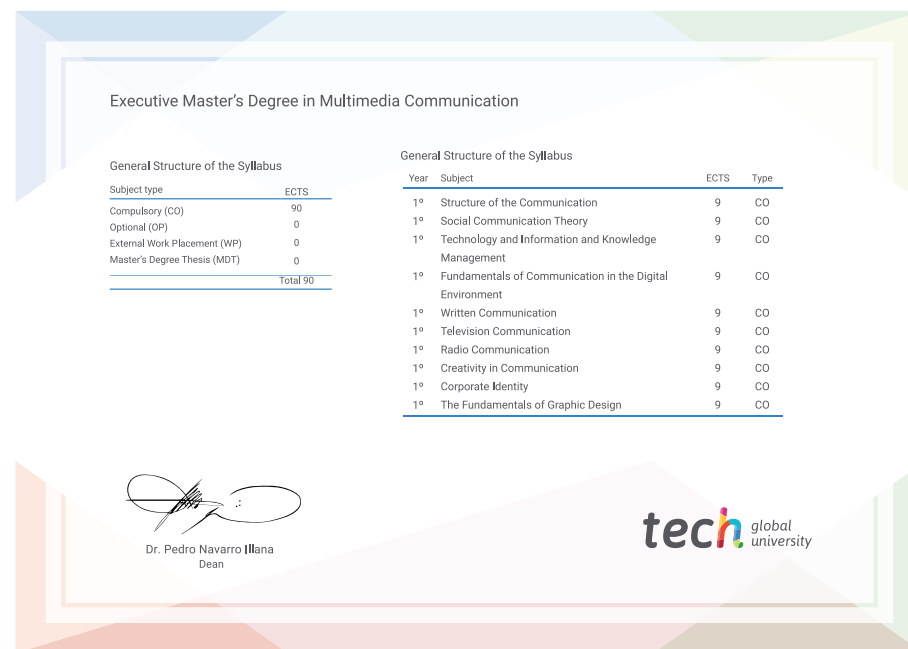 Executive Master's Degree in Multimedia Communication
General Structure of the Syllabus
Subject type ECTS
Compulsory (CO) 90
Optional (OP) 0
External Work Placement (WP) 0
Master's Degree Thesis (MDT) 0
Total 90
General Structure of the Syllabus
Year Subject ECTS Type
1º Structure of the Communication 9 CO
1º Social Communication Theory 9 CO
1º Technology and Information and Knowledge 9 CO
Management
1º Fundamentals of Communication in the Digital 9 CO
Environment
1º Written Communication 9 CO
1º Television Communication 9 CO
1º Radio Communication 9 CO
1º Creativity in Communication 9 CO
1º Corporate Identity 9 CO
1º The Fundamentals of Graphic Design 9 CO
Dr. Pedro Navarro Illana
Dean
tech global
university